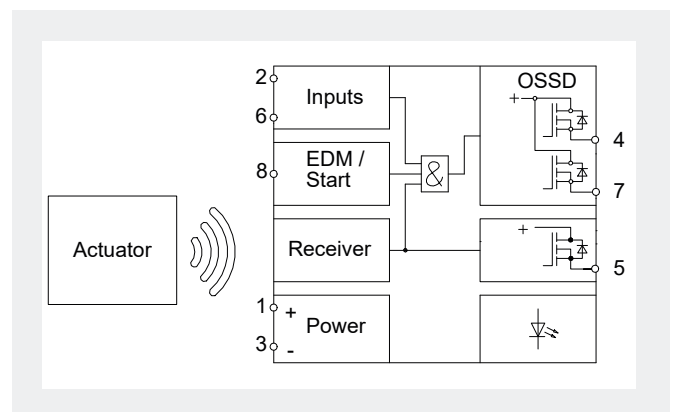 2
Inputs
6
OSSD
+
4
7
8
EDM /
Start
&
Actuator
Receiver
+
5
1
+
Power
3
-